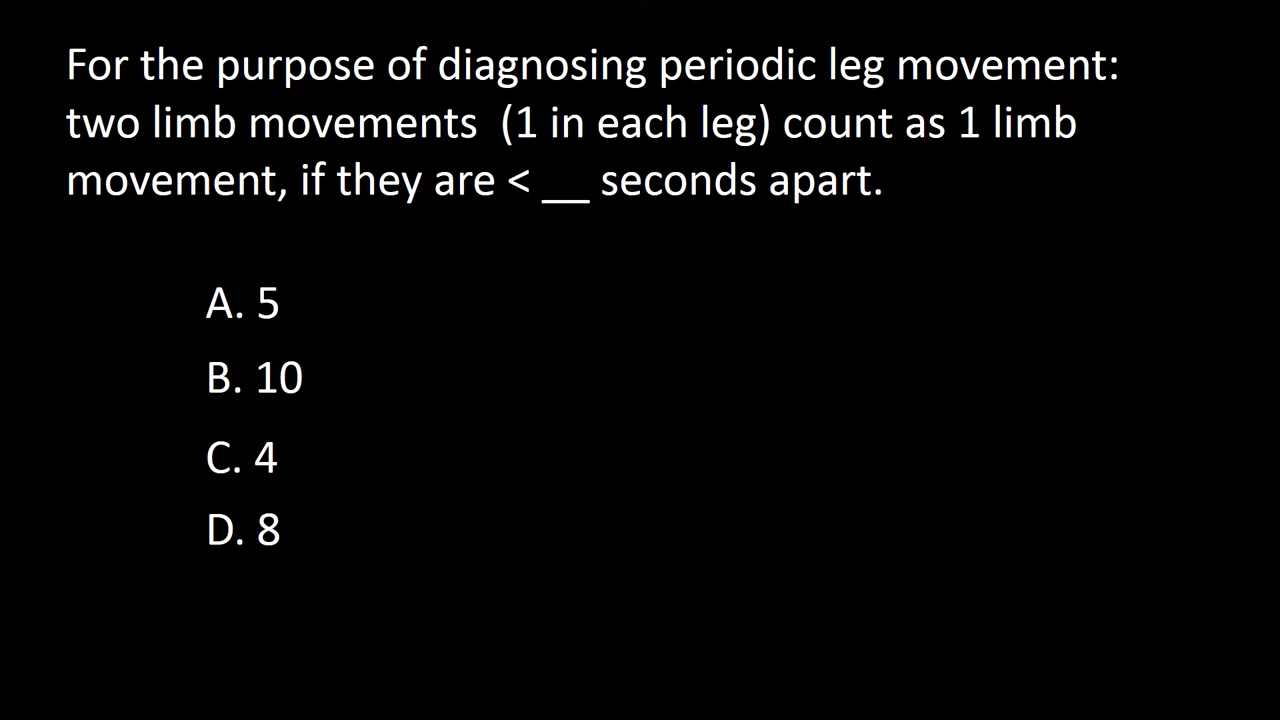 For the purpose of diagnosing periodic leg movement:
two limb movements  (1 in each leg) count as 1 limb
movement, if they are < __ seconds apart.
A. 5
B. 10
C. 4
D. 8